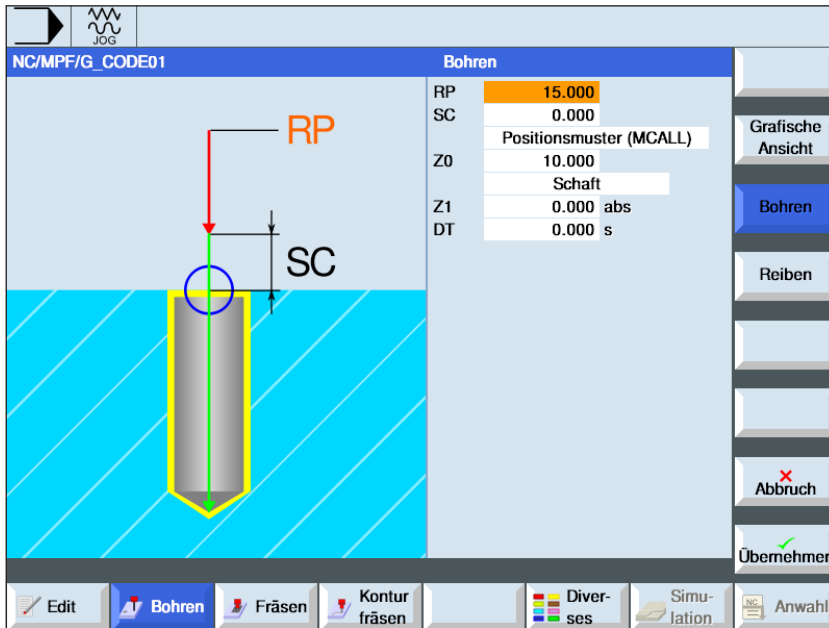 JOG
NC/MPF/G_CODE01
Bohren
RP
SC
RP 15.000
SC 0.000
Positionsmuster (MCALL)
Z0 10.000
Schaft
Z1 0.000 abs
DT 0.000 s
Grafische
Ansicht
Bohren
Reiben
Abbruch
Übernehmen
Edit
Bohren
Fräsen
Kontur
fräsen
Diver-
ses
Simu-
lation
NC
Anwahl